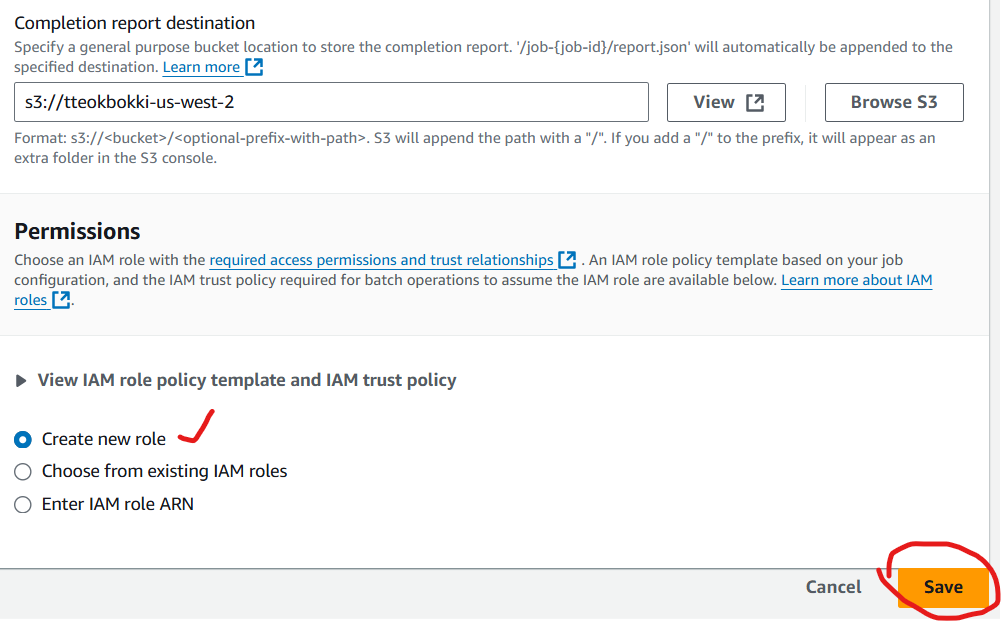 Completion report destination
Specify a general purpose bucket location to store the completion report. '/job-{job-id}/report.json' will automatically be appended to the
specified destination. Learn more
s3://tteokbokki-us-west-2
View
Browse S3
Format: s3://<bucket>/<optional-prefix-with-path>. S3 will append the path with a "/". If you add a "/" to the prefix, it will appear as an
extra folder in the S3 console.
Permissions
Choose an IAM role with the required access permissions and trust relationships . An IAM role policy template based on your job
configuration, and the IAM trust policy required for batch operations to assume the IAM role are available below. Learn more about IAM
roles .
View IAM role policy template and IAM trust policy
Create new role
Choose from existing IAM roles
Enter IAM role ARN
Cancel
Save